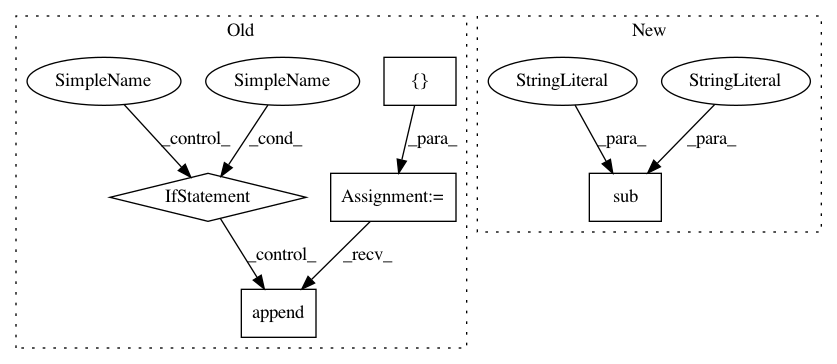 Old
New
SimpleName
SimpleName
{}
StringLiteral
StringLiteral
_control_
_cond_
_para_
_para_
_para_
IfStatement
Assignment:=
sub
_control_
_recv_
append